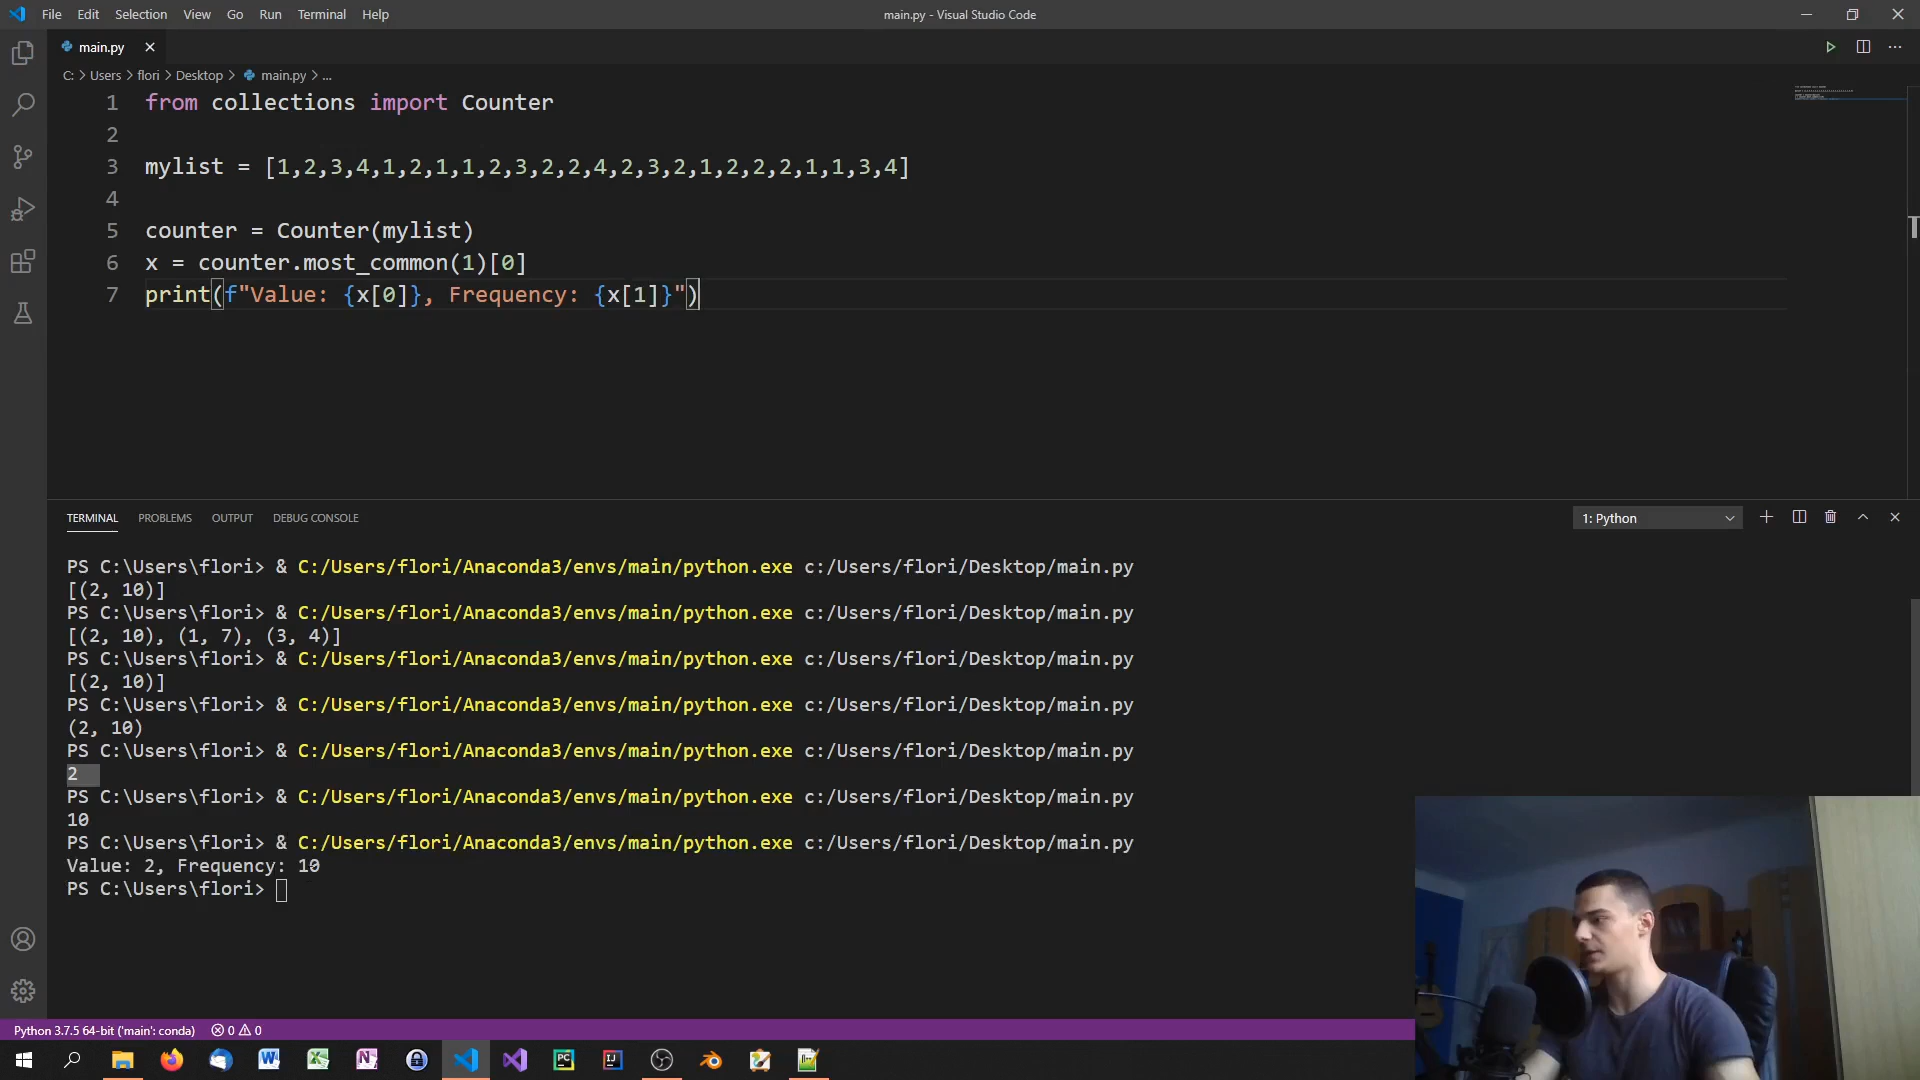 File Edit Selection View Go Run Terminal Help
main.py - Visual Studio Code
main.py
C: > Users > flori > Desktop > main.py > ...
1 from collections import Counter
2
3 mylist = [1,2,3,4,1,2,1,1,2,3,2,2,4,2,3,2,1,2,2,2,1,1,3,4]
4
5 counter = Counter(mylist)
6 x = counter.most_common(1)[0]
7 print(f"Value: {x[0]}, Frequency: {x[1]}")
TERMINAL PROBLEMS OUTPUT DEBUG CONSOLE
1: Python
PS C:\Users\flori> & C:/Users/flori/Anaconda3/envs/main/python.exe c:/Users/flori/Desktop/main.py
[(2, 10)]
PS C:\Users\flori> & C:/Users/flori/Anaconda3/envs/main/python.exe c:/Users/flori/Desktop/main.py
[(2, 10), (1, 7), (3, 4)]
PS C:\Users\flori> & C:/Users/flori/Anaconda3/envs/main/python.exe c:/Users/flori/Desktop/main.py
[(2, 10)]
PS C:\Users\flori> & C:/Users/flori/Anaconda3/envs/main/python.exe c:/Users/flori/Desktop/main.py
(2, 10)
PS C:\Users\flori> & C:/Users/flori/Anaconda3/envs/main/python.exe c:/Users/flori/Desktop/main.py
2
PS C:\Users\flori> & C:/Users/flori/Anaconda3/envs/main/python.exe c:/Users/flori/Desktop/main.py
10
PS C:\Users\flori> & C:/Users/flori/Anaconda3/envs/main/python.exe c:/Users/flori/Desktop/main.py
Value: 2, Frequency: 10
PS C:\Users\flori>
Python 3.7.5 64-bit ('main': conda) 0 0